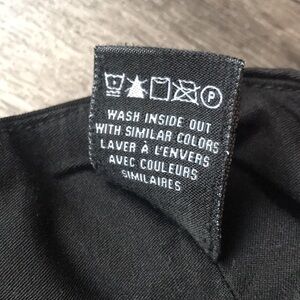 P
WASH INSIDE OUT
WITH SIMILAR COLORS
LAVER À L'ENVERS
AVEC COULEURS
SIMILAIRES